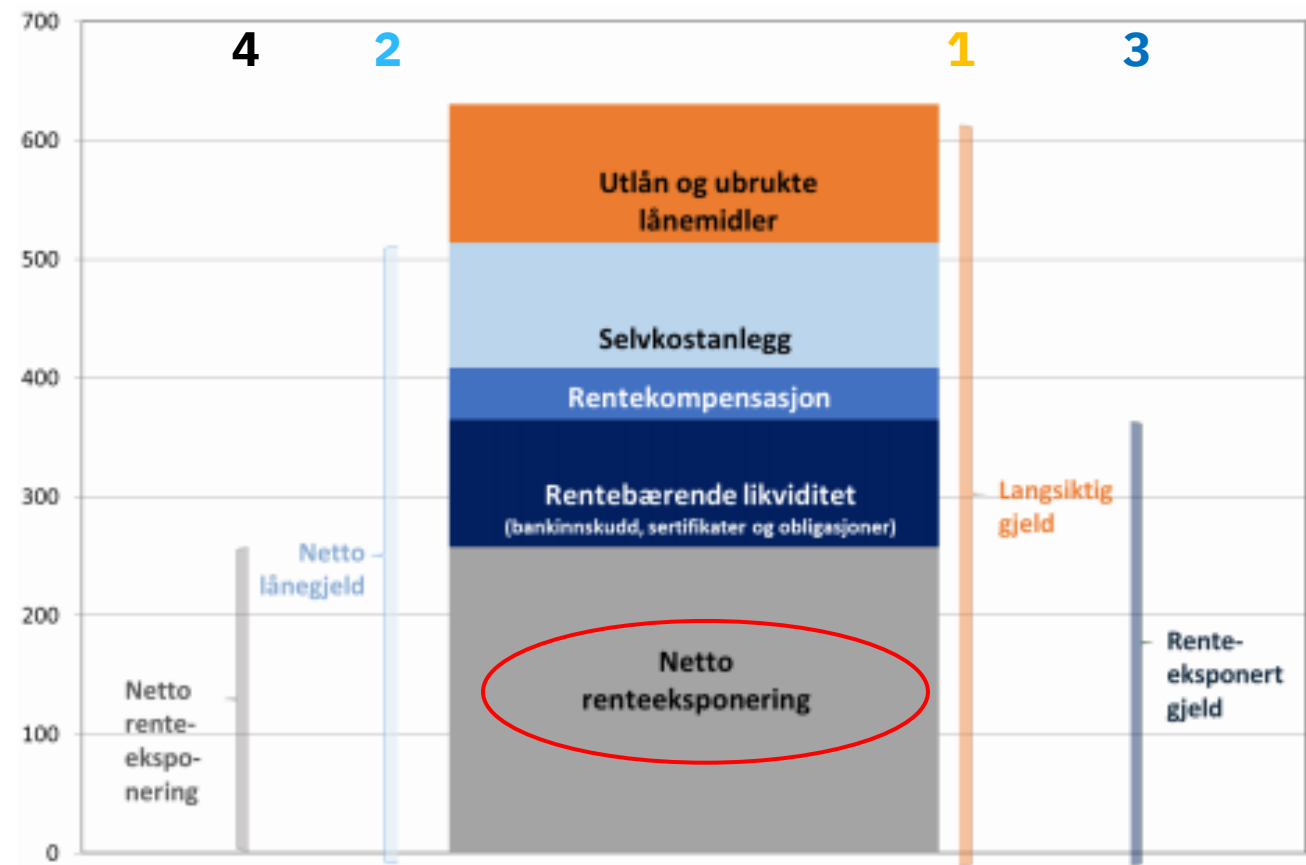 700
600
500
400
300
200
100
0
4
2
1
3
Utlån og ubrukte
lånemidler
Selvkostanlegg
Rentekompensasjon
Rentebærende likviditet
(bankinnskudd, sertifikater og obligasjoner)
Netto
renteeksponering
Netto
rente-
ekspo-
nering
Netto
lånegjeld
Langsiktig
gjeld
Rente-
eksponert
gjeld